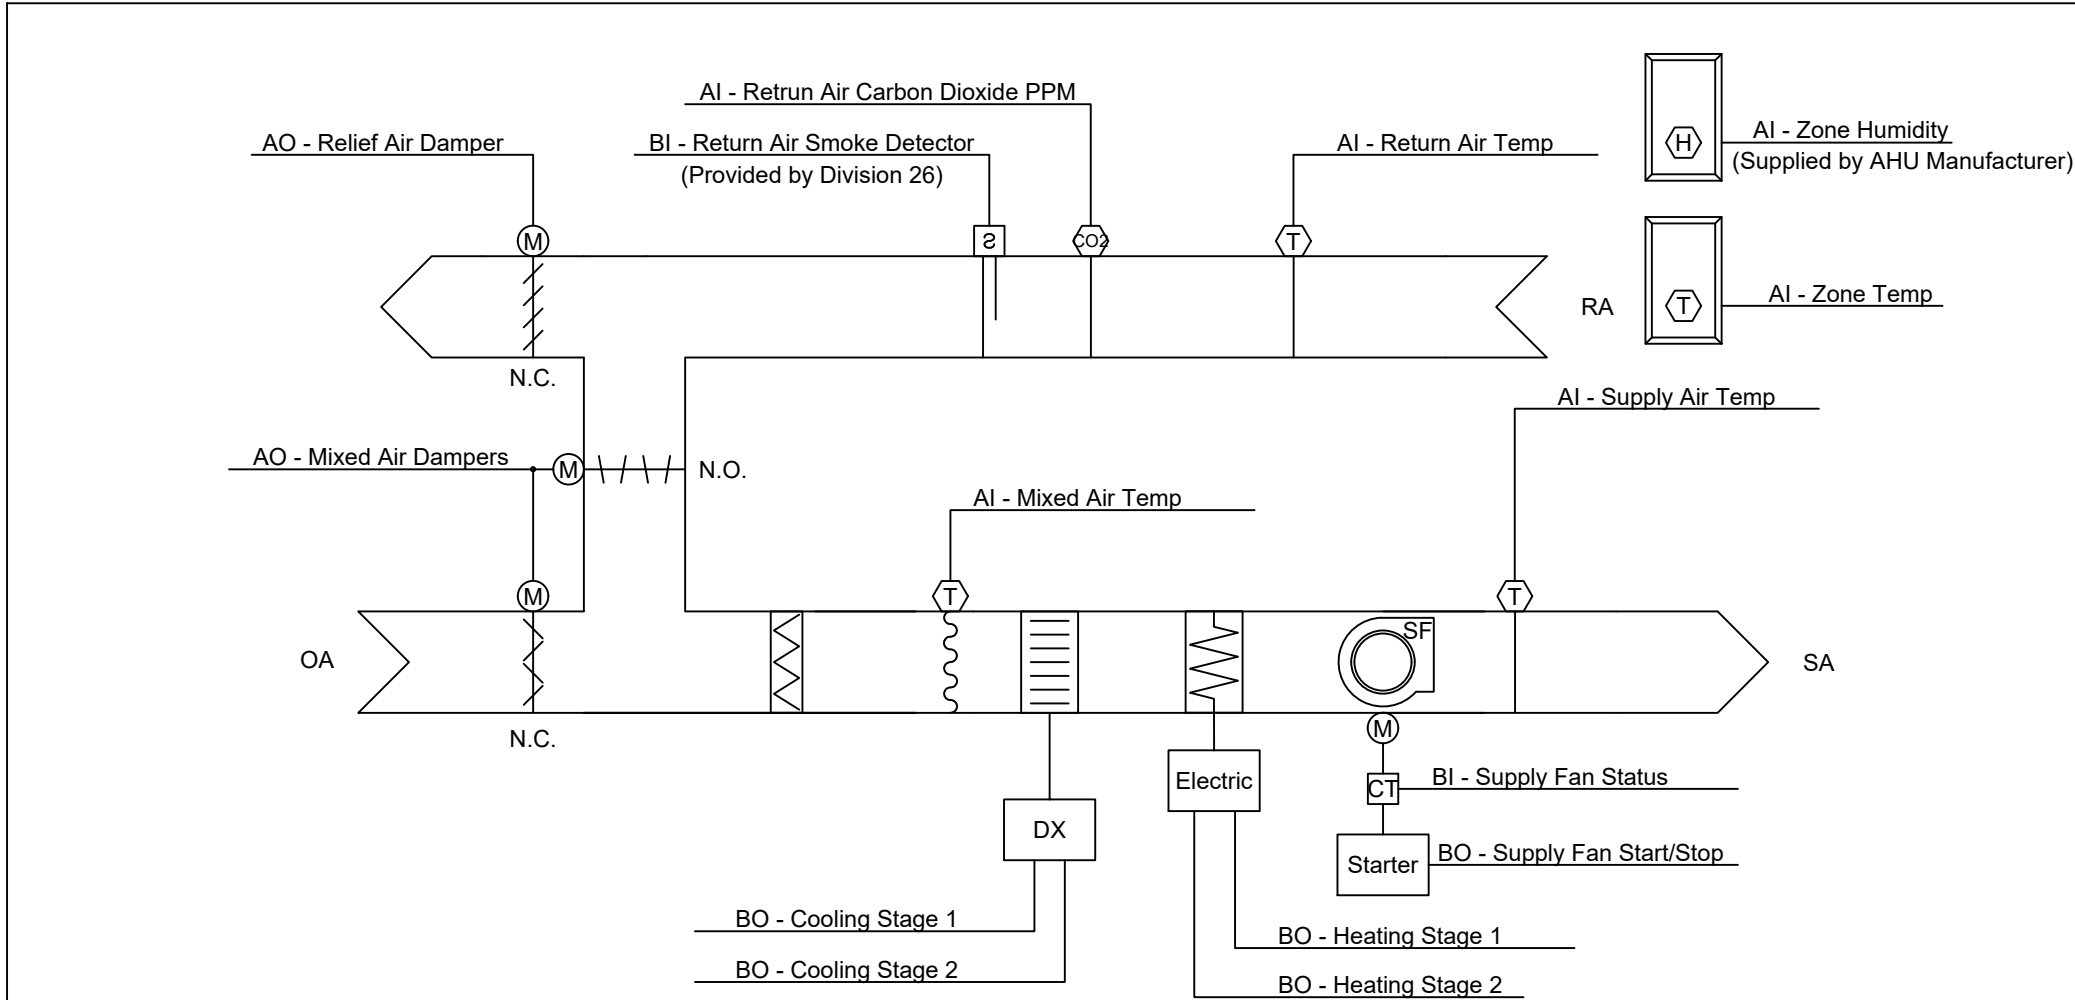 AI - Retrun Air Carbon Dioxide PPM
AO - Relief Air Damper
BI - Return Air Smoke Detector
(Provided by Division 26)
AI - Return Air Temp
H
AI - Zone Humidity
(Supplied by AHU Manufacturer)
M
S
CO2
T
RA
T
AI - Zone Temp
N.C.
AI - Supply Air Temp
AO - Mixed Air Dampers
M
N.O.
AI - Mixed Air Temp
M
T
T
OA
SF
SA
N.C.
M
Electric
CT
BI - Supply Fan Status
DX
Starter
BO - Supply Fan Start/Stop
BO - Cooling Stage 1
BO - Heating Stage 1
BO - Cooling Stage 2
BO - Heating Stage 2